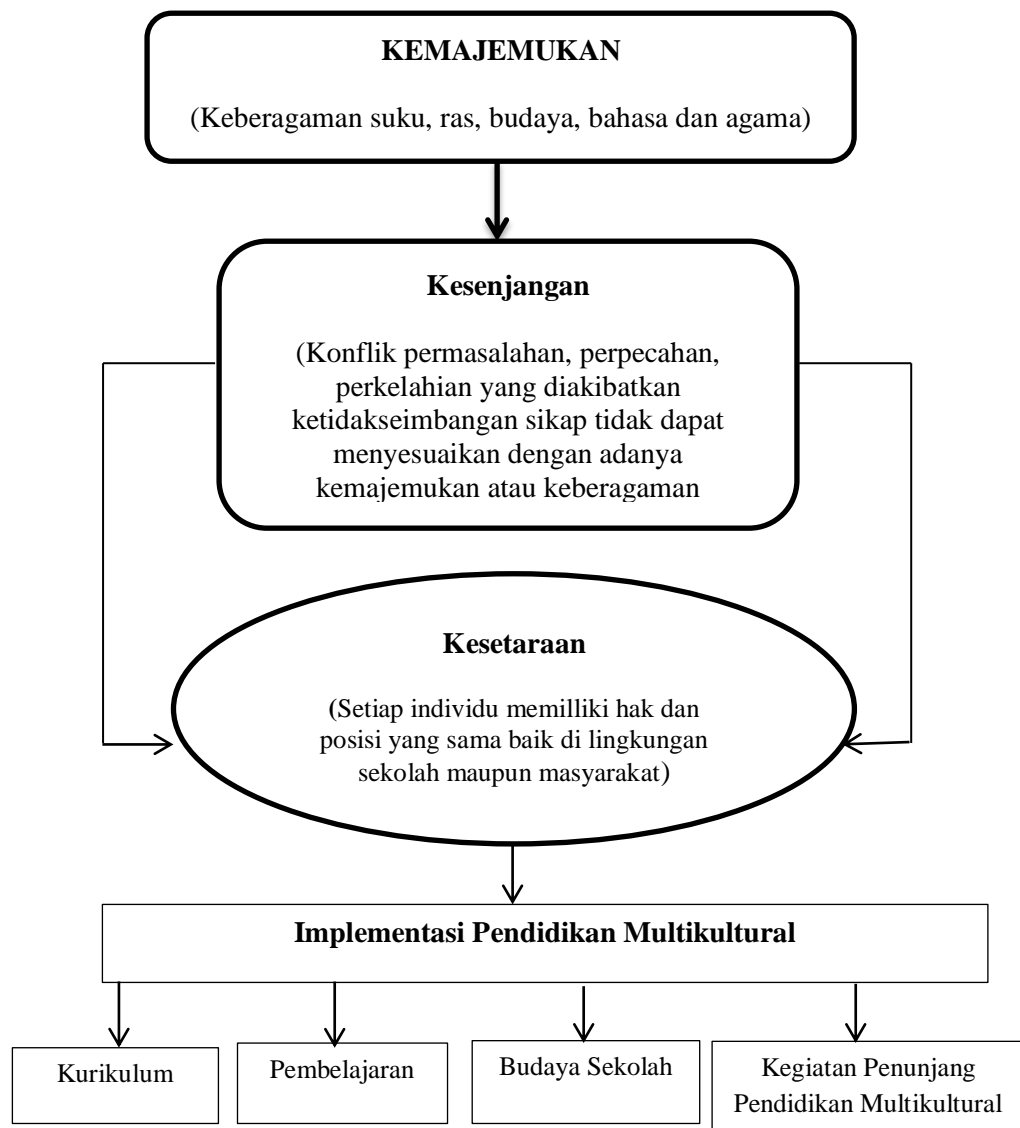 KEMAJEMUKAN
(Keberagaman suku, ras, budaya, bahasa dan agama)
Kesenjangan
(Konflik permasalahan, perpecahan,
perkelahian yang diakibatkan
ketidakseimbangan sikap tidak dapat
menyesuaikan dengan adanya
kemajemukan atau keberagaman
Kesetaraan
(Setiap individu memilliki hak dan
posisi yang sama baik di lingkungan
sekolah maupun masyarakat)
Implementasi Pendidikan Multikultural
Kurikulum
Pembelajaran
Budaya Sekolah
Kegiatan Penunjang
Pendidikan Multikultural